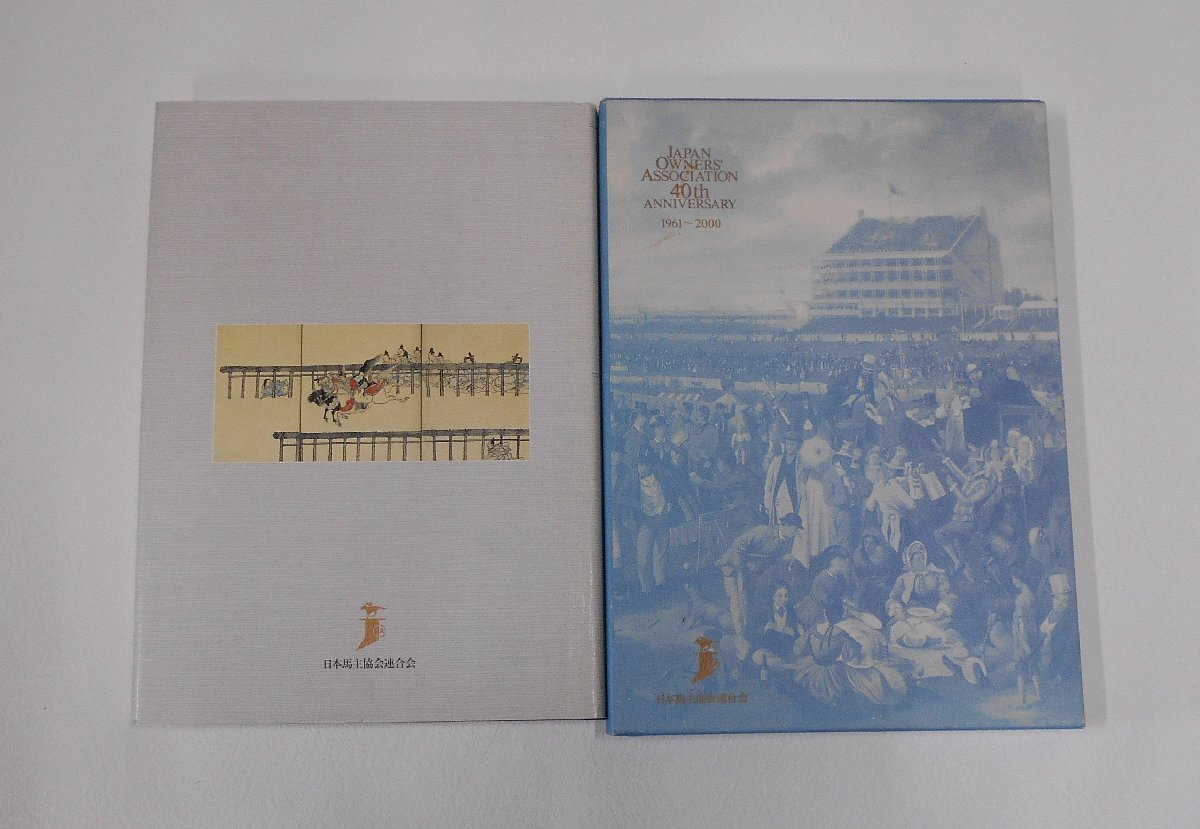 日本馬主協会連合会
JAPAN
OWNERS'
ASSOCIATION
40th
ANNIVERSARY
1961~2000
日本馬主協会連合会